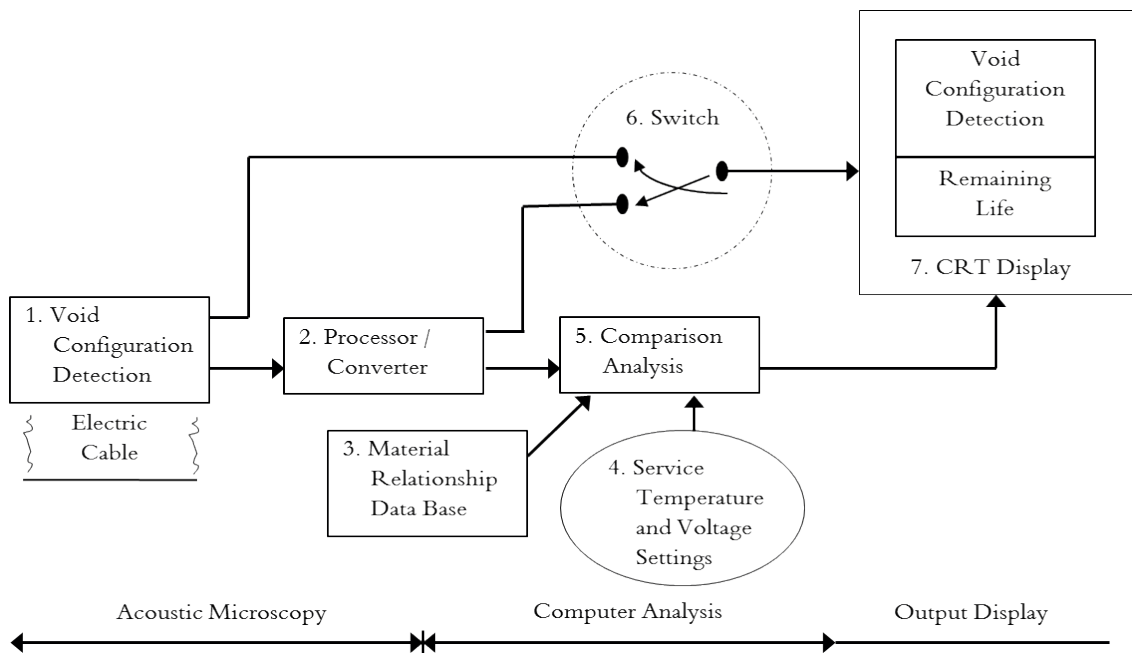 1. Void
Configuration
Detection
Electric
Cable
2. Processor /
Converter
3. Material
Relationship
Data Base
4. Service
Temperature
and Voltage
Settings
5. Comparison
Analysis
6. Switch
Void
Configuration
Detection
Remaining
Life
7. CRT Display
Acoustic Microscopy
Computer Analysis
Output Display